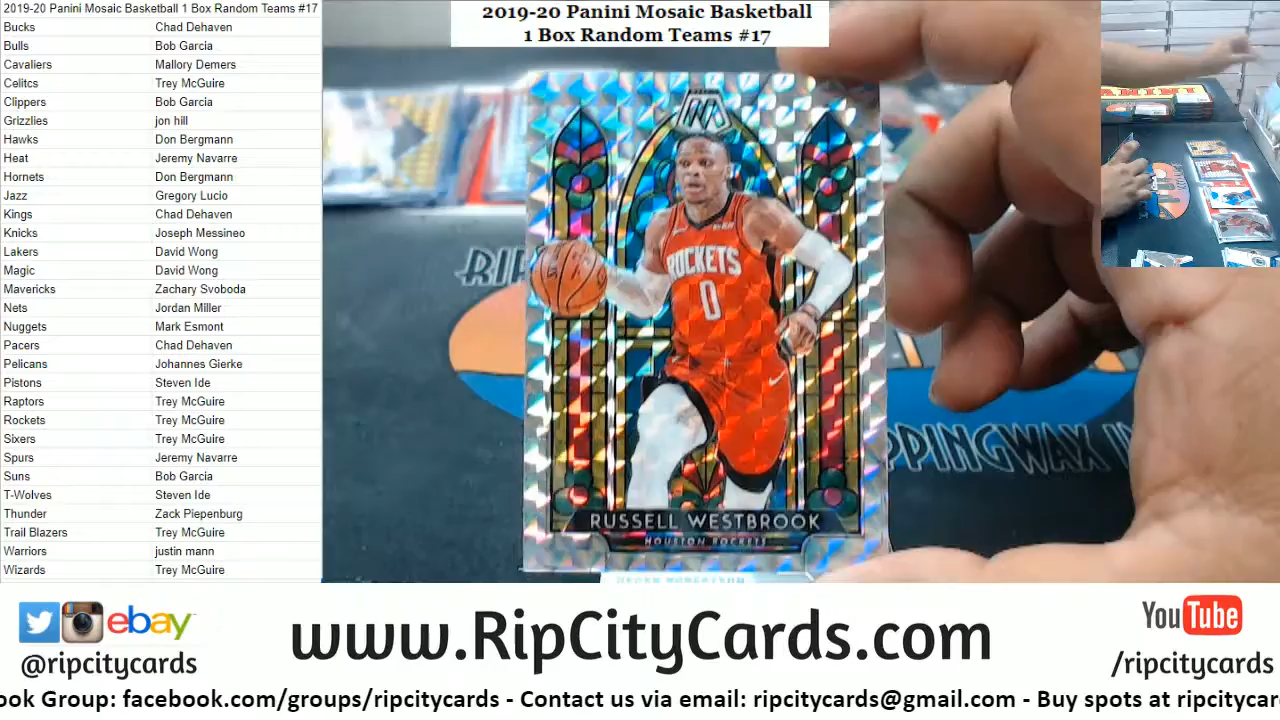 2019-20 Panini Mosaic Basketball 1 Box Random Teams #17
Bucks Chad Dehaven
Bulls Bob Garcia
Cavaliers Mallory Demers
Celitcs Trey McGuire
Clippers Bob Garcia
Grizzlies jon hill
Hawks Don Bergmann
Heat Jeremy Navarre
Hornets Don Bergmann
Jazz Gregory Lucio
Kings Chad Dehaven
Knicks Joseph Messineo
Lakers David Wong
Magic David Wong
Mavericks Zachary Svoboda
Nets Jordan Miller
Nuggets Mark Esmont
Pacers Chad Dehaven
Pelicans Johannes Gierke
Pistons Steven Ide
Raptors Trey McGuire
Rockets Trey McGuire
Sixers Trey McGuire
Spurs Jeremy Navarre
Suns Bob Garcia
T-Wolves Steven Ide
Thunder Zack Piepenburg
Trail Blazers Trey McGuire
Warriors justin mann
Wizards Trey McGuire
2019-20 Panini Mosaic Basketball
1 Box Random Teams #17
PANINI
RIP
ROCKETS
0
PPINGWAX
RUSSELL WESTBROOK
HOUSTON ROCKETS
ebay
@ripcitycards
www.RipCityCards.com
YouTube
/ripcitycards
ook Group: facebook.com/groups/ripcitycards - Contact us via email: ripcitycards@gmail.com - Buy spots at ripcitycar